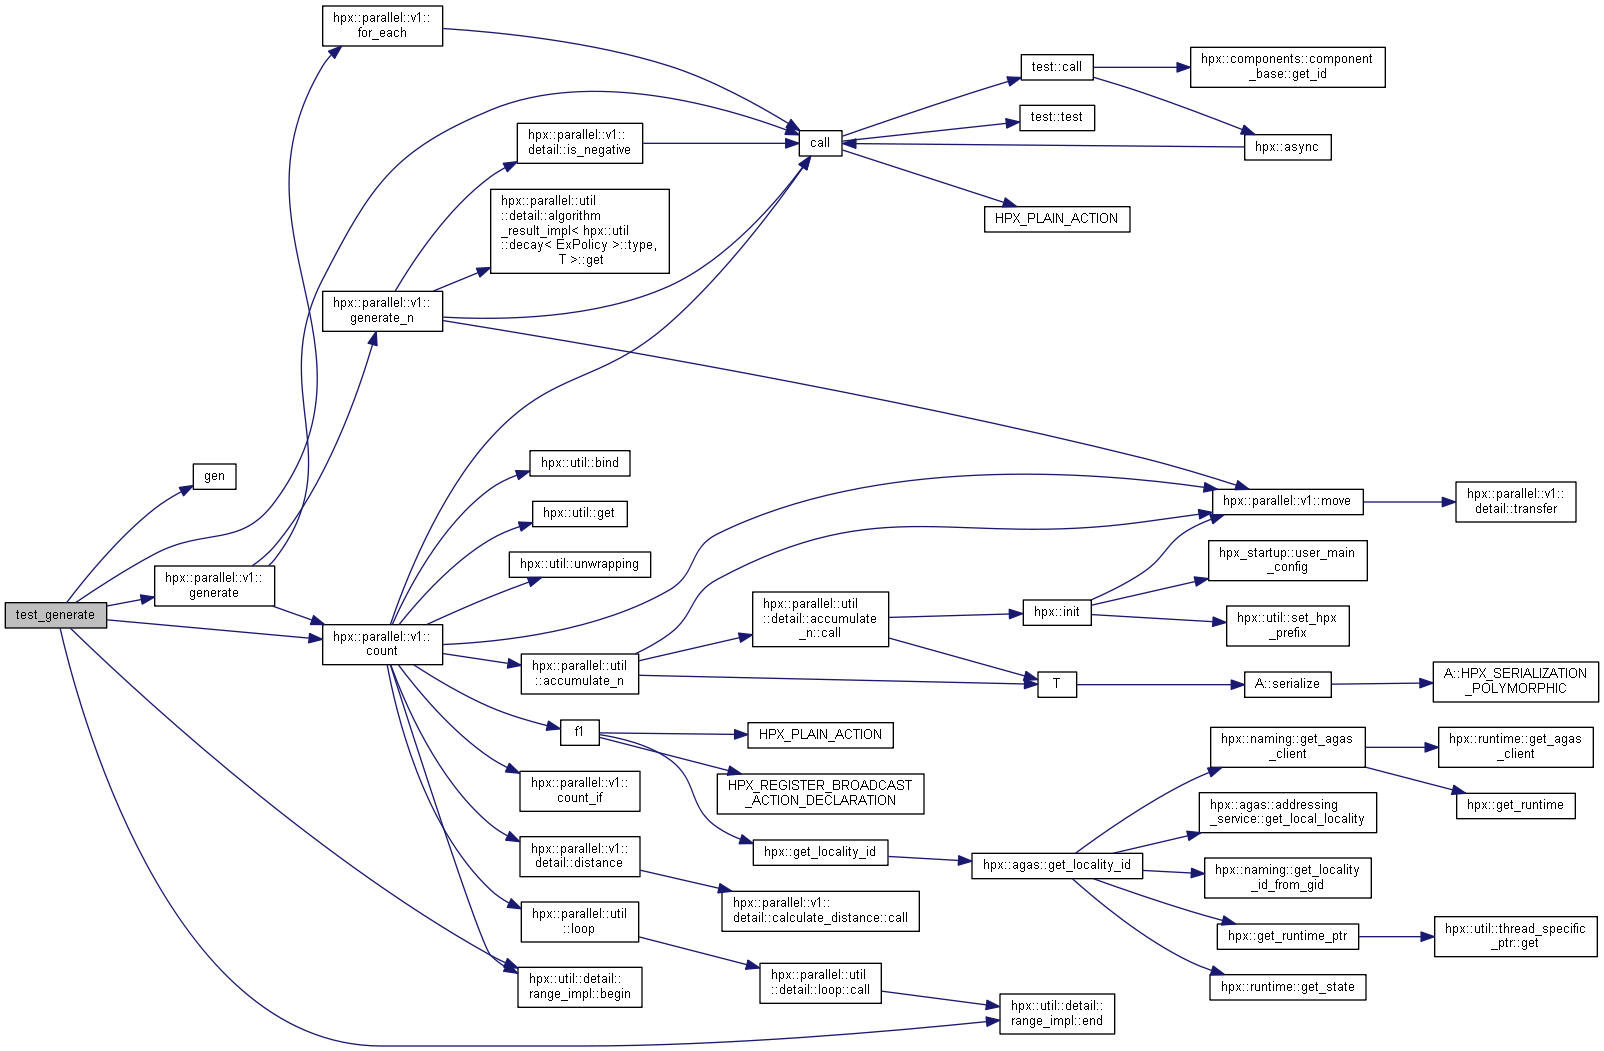 hpx::parallel::v1::
for_each
test::call
hpx::components::component
_base::get_id
test::test
hpx::parallel::v1::
detail::is_negative
call
hpx::async
hpx::parallel::util
::detail::algorithm
_result_impl< hpx::util
::decay< ExPolicy >::type,
T >::get
HPX_PLAIN_ACTION
hpx::parallel::v1::
generate_n
gen
hpx::util::bind
hpx::parallel::v1::move
hpx::parallel::v1::
detail::transfer
hpx::util::get
hpx::util::unwrapping
hpx_startup::user_main
_config
hpx::parallel::v1::
generate
test_generate
hpx::parallel::util
::detail::accumulate
_n::call
hpx::init
hpx::util::set_hpx
_prefix
hpx::parallel::v1::
count
hpx::parallel::util
::accumulate_n
T
A::serialize
A::HPX_SERIALIZATION
_POLYMORPHIC
f1
HPX_PLAIN_ACTION
hpx::naming::get_agas
_client
hpx::runtime::get_agas
_client
hpx::parallel::v1::
count_if
HPX_REGISTER_BROADCAST
_ACTION_DECLARATION
hpx::get_runtime
hpx::agas::addressing
_service::get_local_locality
hpx::parallel::v1::
detail::distance
hpx::get_locality_id
hpx::agas::get_locality_id
hpx::naming::get_locality
_id_from_gid
hpx::parallel::v1::
detail::calculate_distance::call
hpx::parallel::util
::loop
hpx::get_runtime_ptr
hpx::util::thread_specific
_ptr::get
hpx::util::detail::
range_impl::begin
hpx::parallel::util
::detail::loop::call
hpx::runtime::get_state
hpx::util::detail::
range_impl::end